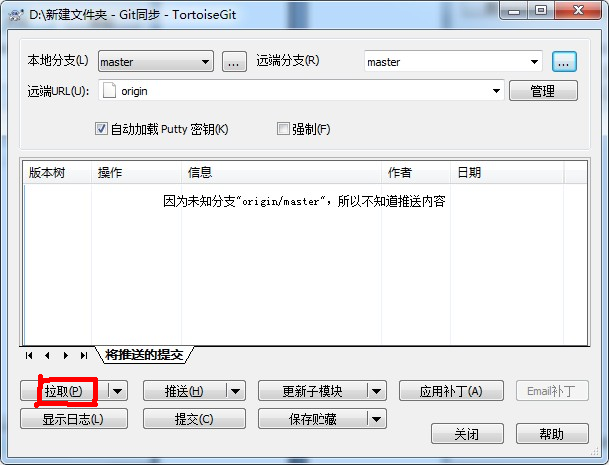 D:\新建文件夹 - Git同步 - TortoiseGit
本地分支(L) master ... 远端分支(R) master ...
远端URL(U): origin 管理
自动加载 Putty 密钥(K) 强制(F)
版本树 操作 信息 作者 日期
因为未知分支"origin/master"，所以不知道推送内容
将推送的提交
拉取(P) 推送(H) 更新子模块 应用补丁(A) Email补丁
显示日志(L) 提交(C) 保存贮藏
关闭 帮助